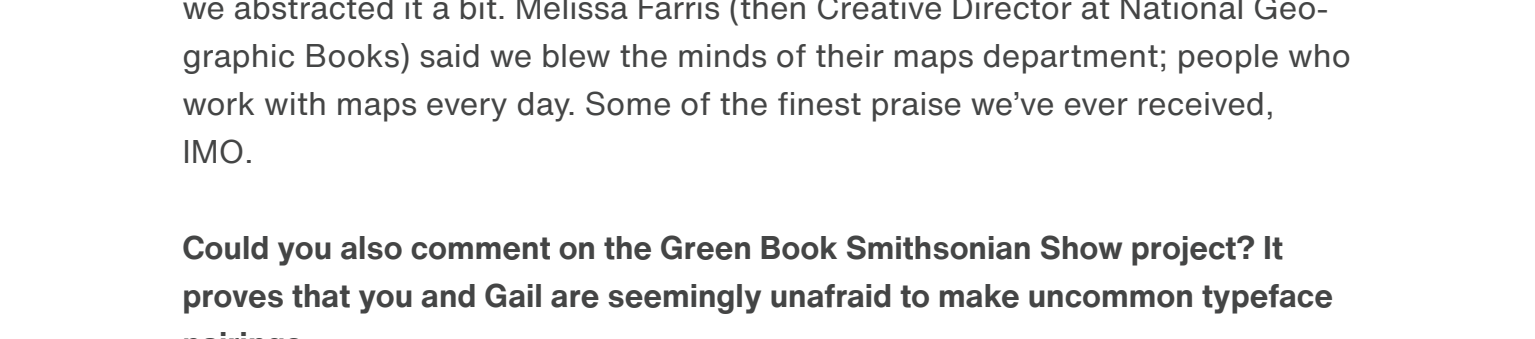 we abstracted it a bit. Melissa Farris (then Creative Director at National Geo-
graphic Books) said we blew the minds of their maps department; people who
work with maps every day. Some of the finest praise we’ve ever received,
IMO.
Could you also comment on the Green Book Smithsonian Show project? It
proves that you and Gail are seemingly unafraid to make uncommon typeface